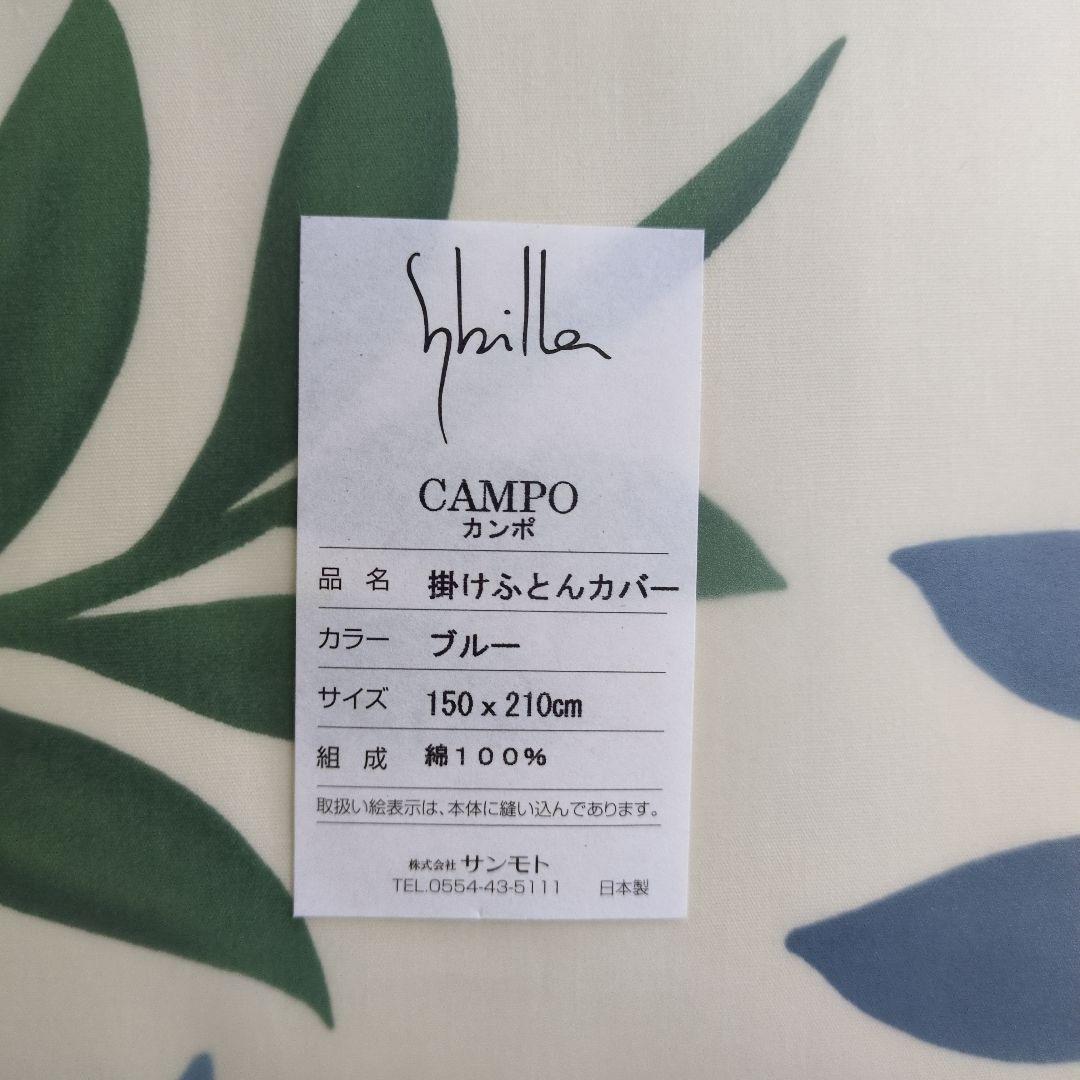 Sybilla
CAMPO
カンポ
品名 掛けふとんカバー
カラー ブルー
サイズ 150×210cm
組成 綿100%
取扱い絵表示は、本体に縫い込んであります。
株式会社 サンモト
TEL.0554-43-5111 日本製